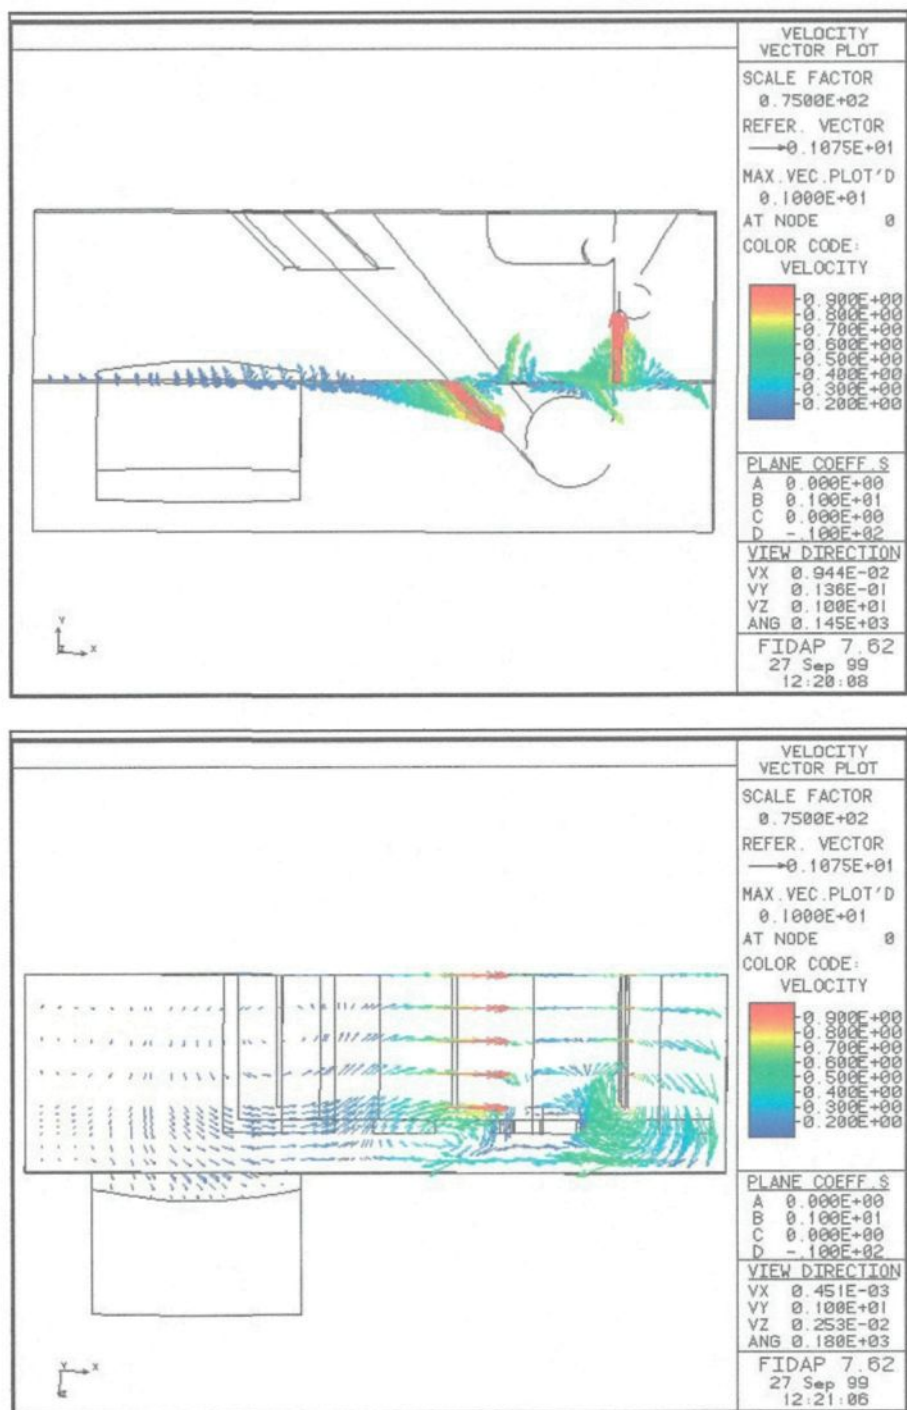 VELOCITY
VECTOR PLOT
SCALE FACTOR
0.7500E+02
REFER. VECTOR
0.1075E+01
MAX.VEC.PLOT'D
0.1000E+01
AT NODE 0
COLOR CODE:
VELOCITY
0.900E+00
0.800E+00
0.700E+00
0.600E+00
0.500E+00
0.400E+00
0.300E+00
0.200E+00
PLANE COEFF.S
A 0.000E+00
B 0.100E+01
C 0.000E+00
D -.100E+02
VIEW DIRECTION
VX 0.944E-02
VY 0.136E-01
VZ 0.100E+01
ANG 0.145E+03
FIDAP 7.62
27 Sep 99
12:20:08
Y
Z X
VELOCITY
VECTOR PLOT
SCALE FACTOR
0.7500E+02
REFER. VECTOR
0.1075E+01
MAX.VEC.PLOT'D
0.1000E+01
AT NODE 0
COLOR CODE:
VELOCITY
0.900E+00
0.800E+00
0.700E+00
0.600E+00
0.500E+00
0.400E+00
0.300E+00
0.200E+00
PLANE COEFF.S
A 0.000E+00
B 0.100E+01
C 0.000E+00
D -.100E+02
VIEW DIRECTION
VX 0.451E-03
VY 0.100E+01
VZ 0.253E-02
ANG 0.180E+03
FIDAP 7.62
27 Sep 99
12:21:06
Y X
Z